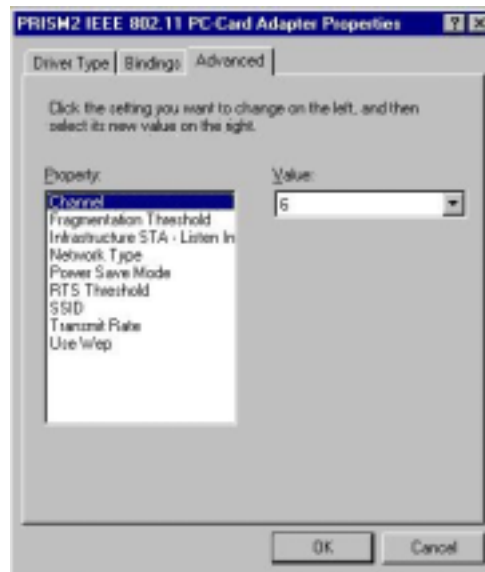 PRISM2 IEEE 802.11 PC-Card Adapter Properties
Driver Type Bindings Advanced
Click the setting you want to change on the left, and then
select its new value on the right.
Property: Value:
Channel 6
Fragmentation Threshold
Infrastructure STA - Listen In
Network Type
Power Save Mode
RTS Threshold
SSID
Transmit Rate
Use Wep
OK Cancel